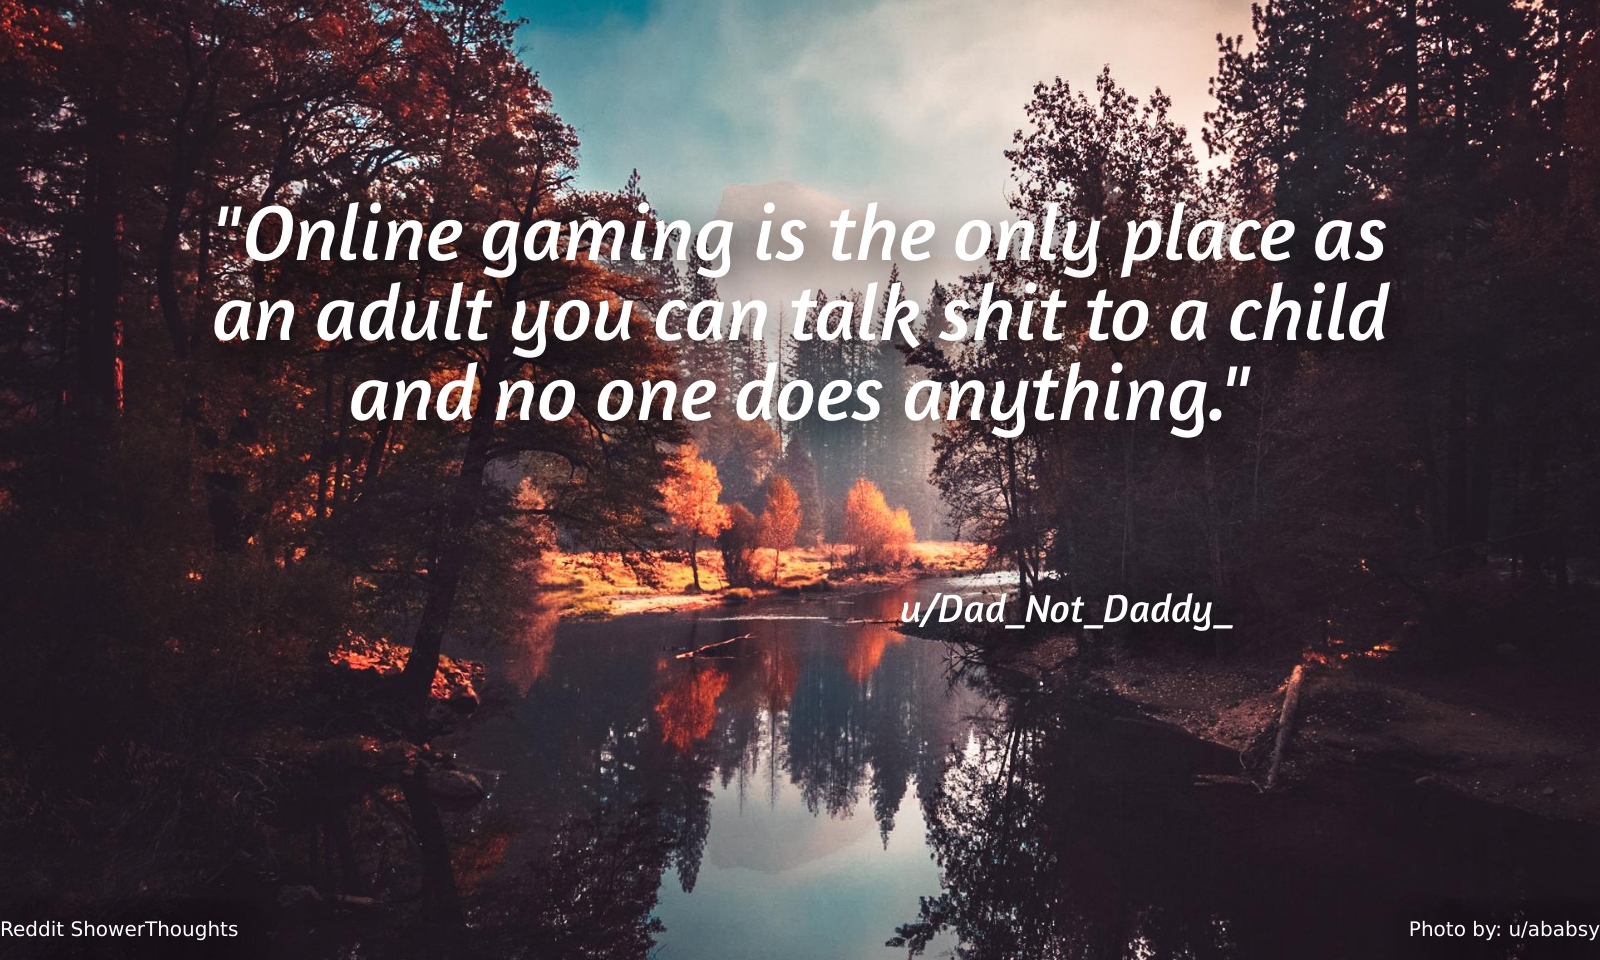 "Online gaming is the only place as
an adult you can talk shit to a child
and no one does anything."
u/Dad_Not_Daddy_
Reddit ShowerThoughts
Photo by: u/ababsy